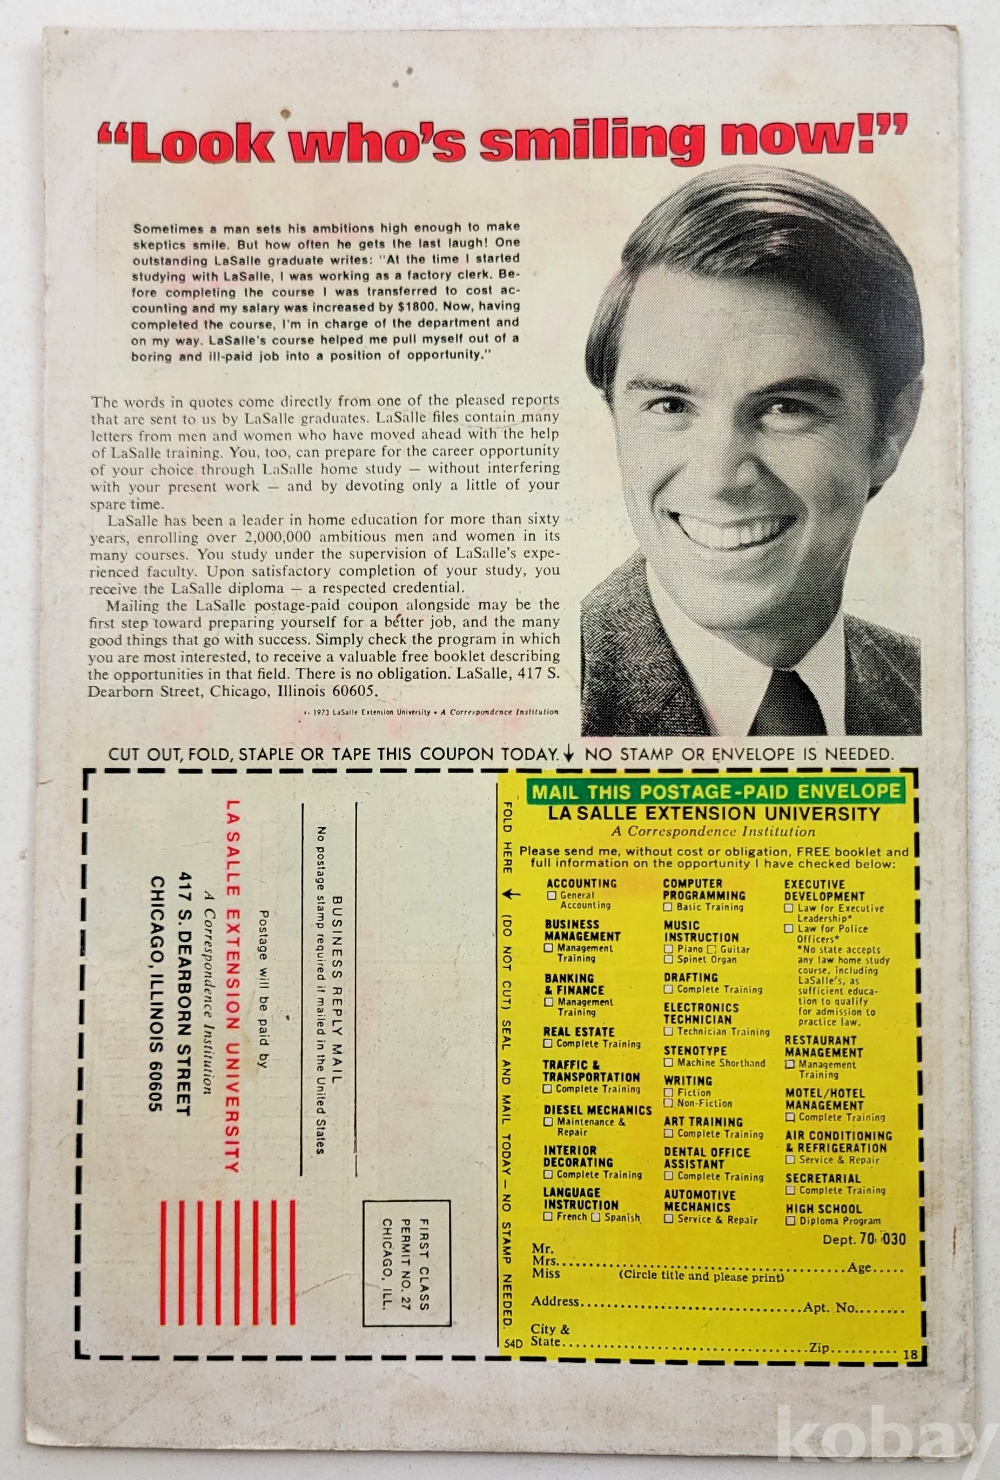 “Look who's smiling now!”
Sometimes a man sets his ambitions high enough to make
skeptics smile. But how often he gets the last laugh! One
outstanding LaSalle graduate writes: "At the time I started
studying with LaSalle, I was working as a factory clerk. Be-
fore completing the course I was transferred to cost ac-
counting and my salary was increased by $1800. Now, having
completed the course, I'm in charge of the department and
on my way. LaSalle's course helped me pull myself out of a
boring and ill-paid job into a position of opportunity."
The words in quotes come directly from one of the pleased reports
that are sent to us by LaSalle graduates. LaSalle files contain many
letters from men and women who have moved ahead with the help
of LaSalle training. You, too, can prepare for the career opportunity
of your choice through LaSalle home study — without interfering
with your present work — and by devoting only a little of your
spare time.
LaSalle has been a leader in home education for more than sixty
years, enrolling over 2,000,000 ambitious men and women in its
many courses. You study under the supervision of LaSalle's expe-
rienced faculty. Upon satisfactory completion of your study, you
receive the LaSalle diploma — a respected credential.
Mailing the LaSalle postage-paid coupon alongside may be the
first step toward preparing yourself for a better job, and the many
good things that go with success. Simply check the program in which
you are most interested, to receive a valuable free booklet describing
the opportunities in that field. There is no obligation. LaSalle, 417 S.
Dearborn Street, Chicago, Illinois 60605.
1973 LaSalle Extension University • A Correspondence Institution
CUT OUT, FOLD, STAPLE OR TAPE THIS COUPON TODAY.↓ NO STAMP OR ENVELOPE IS NEEDED.
FIRST CLASS
PERMIT NO. 27
CHICAGO, ILL.
BUSINESS REPLY MAIL
No postage stamp required if mailed in the United States
Postage will be paid by
LA SALLE EXTENSION UNIVERSITY
A Correspondence Institution
417 S. DEARBORN STREET
CHICAGO, ILLINOIS 60605
FOLD HERE ↓ (DO NOT CUT) SEAL AND MAIL TODAY — NO STAMP NEEDED.
54D
MAIL THIS POSTAGE-PAID ENVELOPE
LA SALLE EXTENSION UNIVERSITY
A Correspondence Institution
Please send me, without cost or obligation, FREE booklet and
full information on the opportunity I have checked below:
ACCOUNTING
☐ General
Accounting
BUSINESS
MANAGEMENT
☐ Management
Training
BANKING
& FINANCE
☐ Management
Training
REAL ESTATE
☐ Complete Training
TRAFFIC &
TRANSPORTATION
☐ Complete Training
DIESEL MECHANICS
☐ Maintenance &
Repair
INTERIOR
DECORATING
☐ Complete Training
LANGUAGE
INSTRUCTION
☐ French ☐ Spanish
COMPUTER
PROGRAMMING
☐ Basic Training
MUSIC
INSTRUCTION
☐ Piano ☐ Guitar
☐ Spinet Organ
DRAFTING
☐ Complete Training
ELECTRONICS
TECHNICIAN
☐ Technician Training
STENOTYPE
☐ Machine Shorthand
WRITING
☐ Fiction
☐ Non-Fiction
ART TRAINING
☐ Complete Training
DENTAL OFFICE
ASSISTANT
☐ Complete Training
AUTOMOTIVE
MECHANICS
☐ Service & Repair
EXECUTIVE
DEVELOPMENT
☐ Law for Executive
Leadership*
☐ Law for Police
Officers*
*No state accepts
any law home study
course, including
LaSalle's, as
sufficient educa-
tion to qualify
for admission to
practice law.
RESTAURANT
MANAGEMENT
☐ Management
Training
MOTEL/HOTEL
MANAGEMENT
☐ Complete Training
AIR CONDITIONING
& REFRIGERATION
☐ Service & Repair
SECRETARIAL
☐ Complete Training
HIGH SCHOOL
☐ Diploma Program
Dept. 70-030
Mr.
Mrs. Age
Miss (Circle title and please print)
Address Apt. No.
City &
State Zip
18
kobay